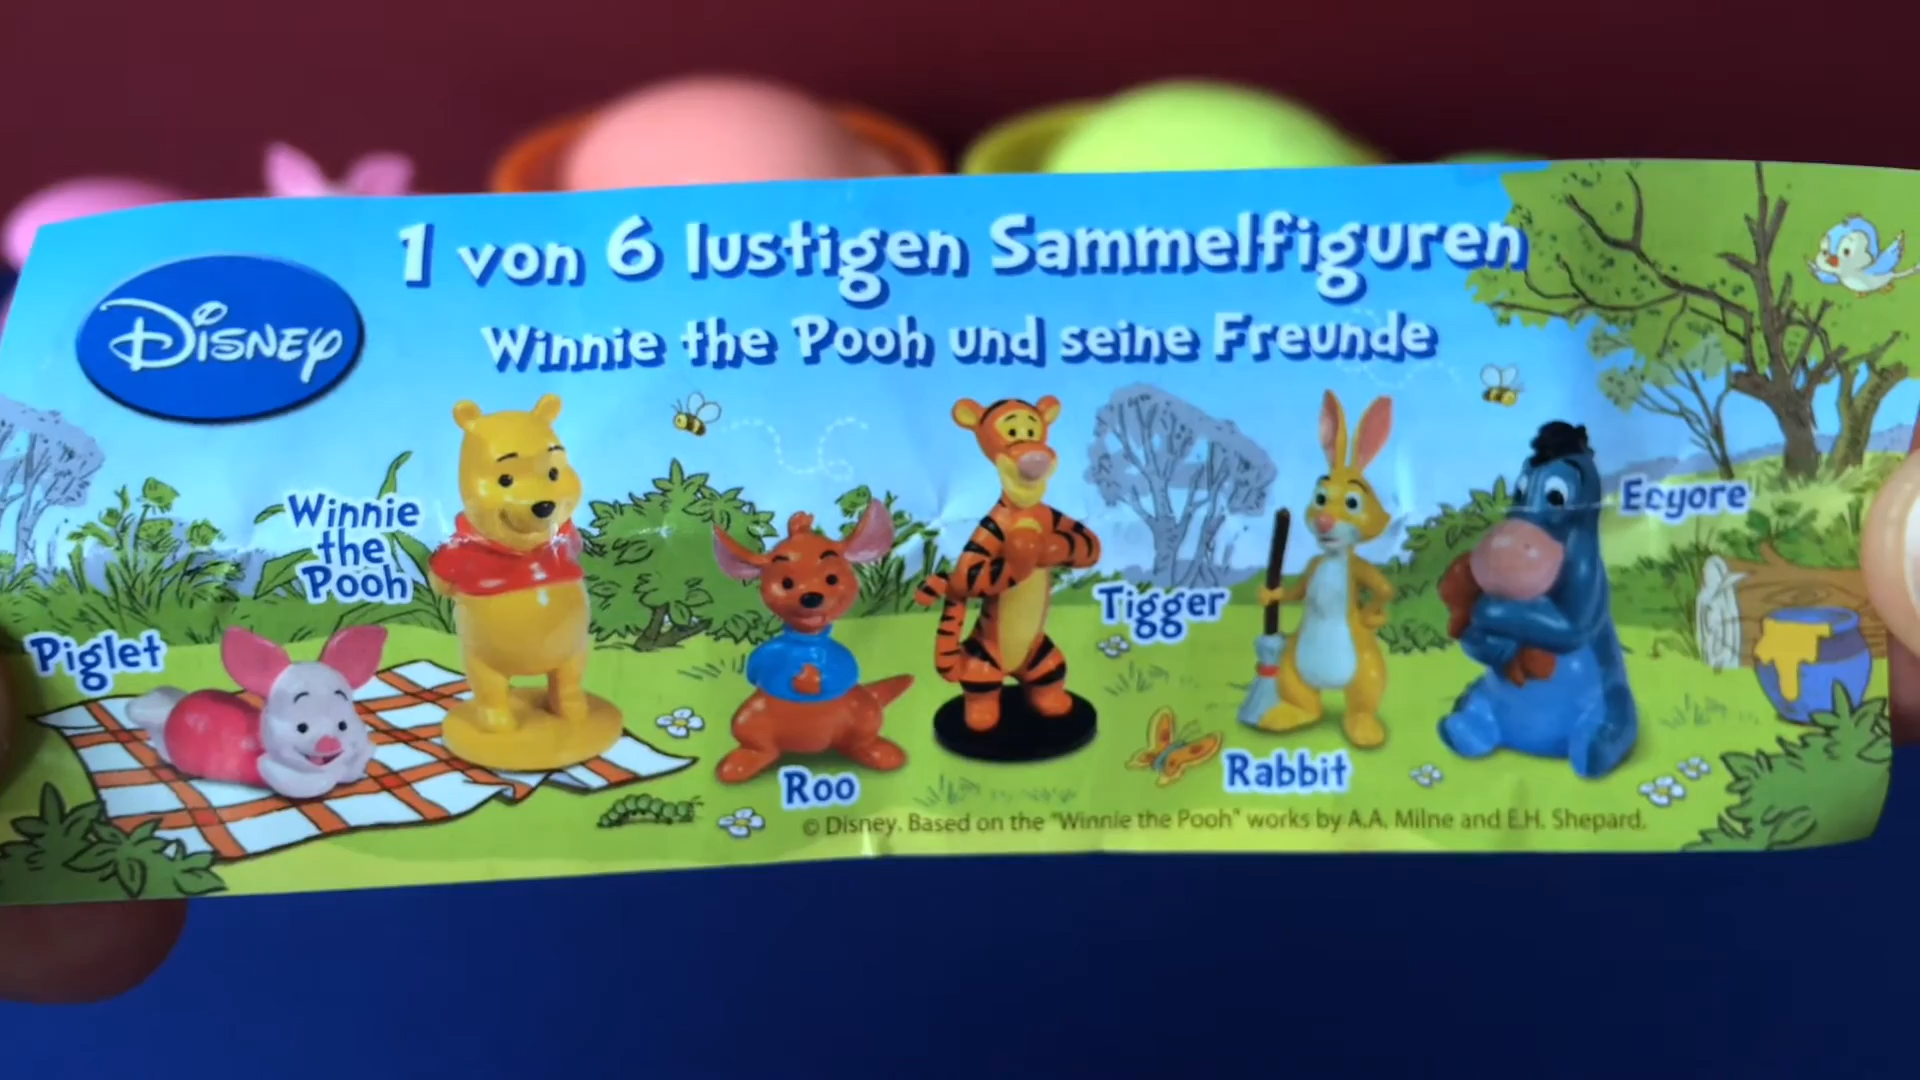 Disney
1 von 6 lustigen Sammelfiguren
Winnie the Pooh und seine Freunde
Winnie
the
Pooh
Piglet
Roo
Tigger
Rabbit
Eeyore
© Disney. Based on the "Winnie the Pooh" works by A.A. Milne and E.H. Shepard.